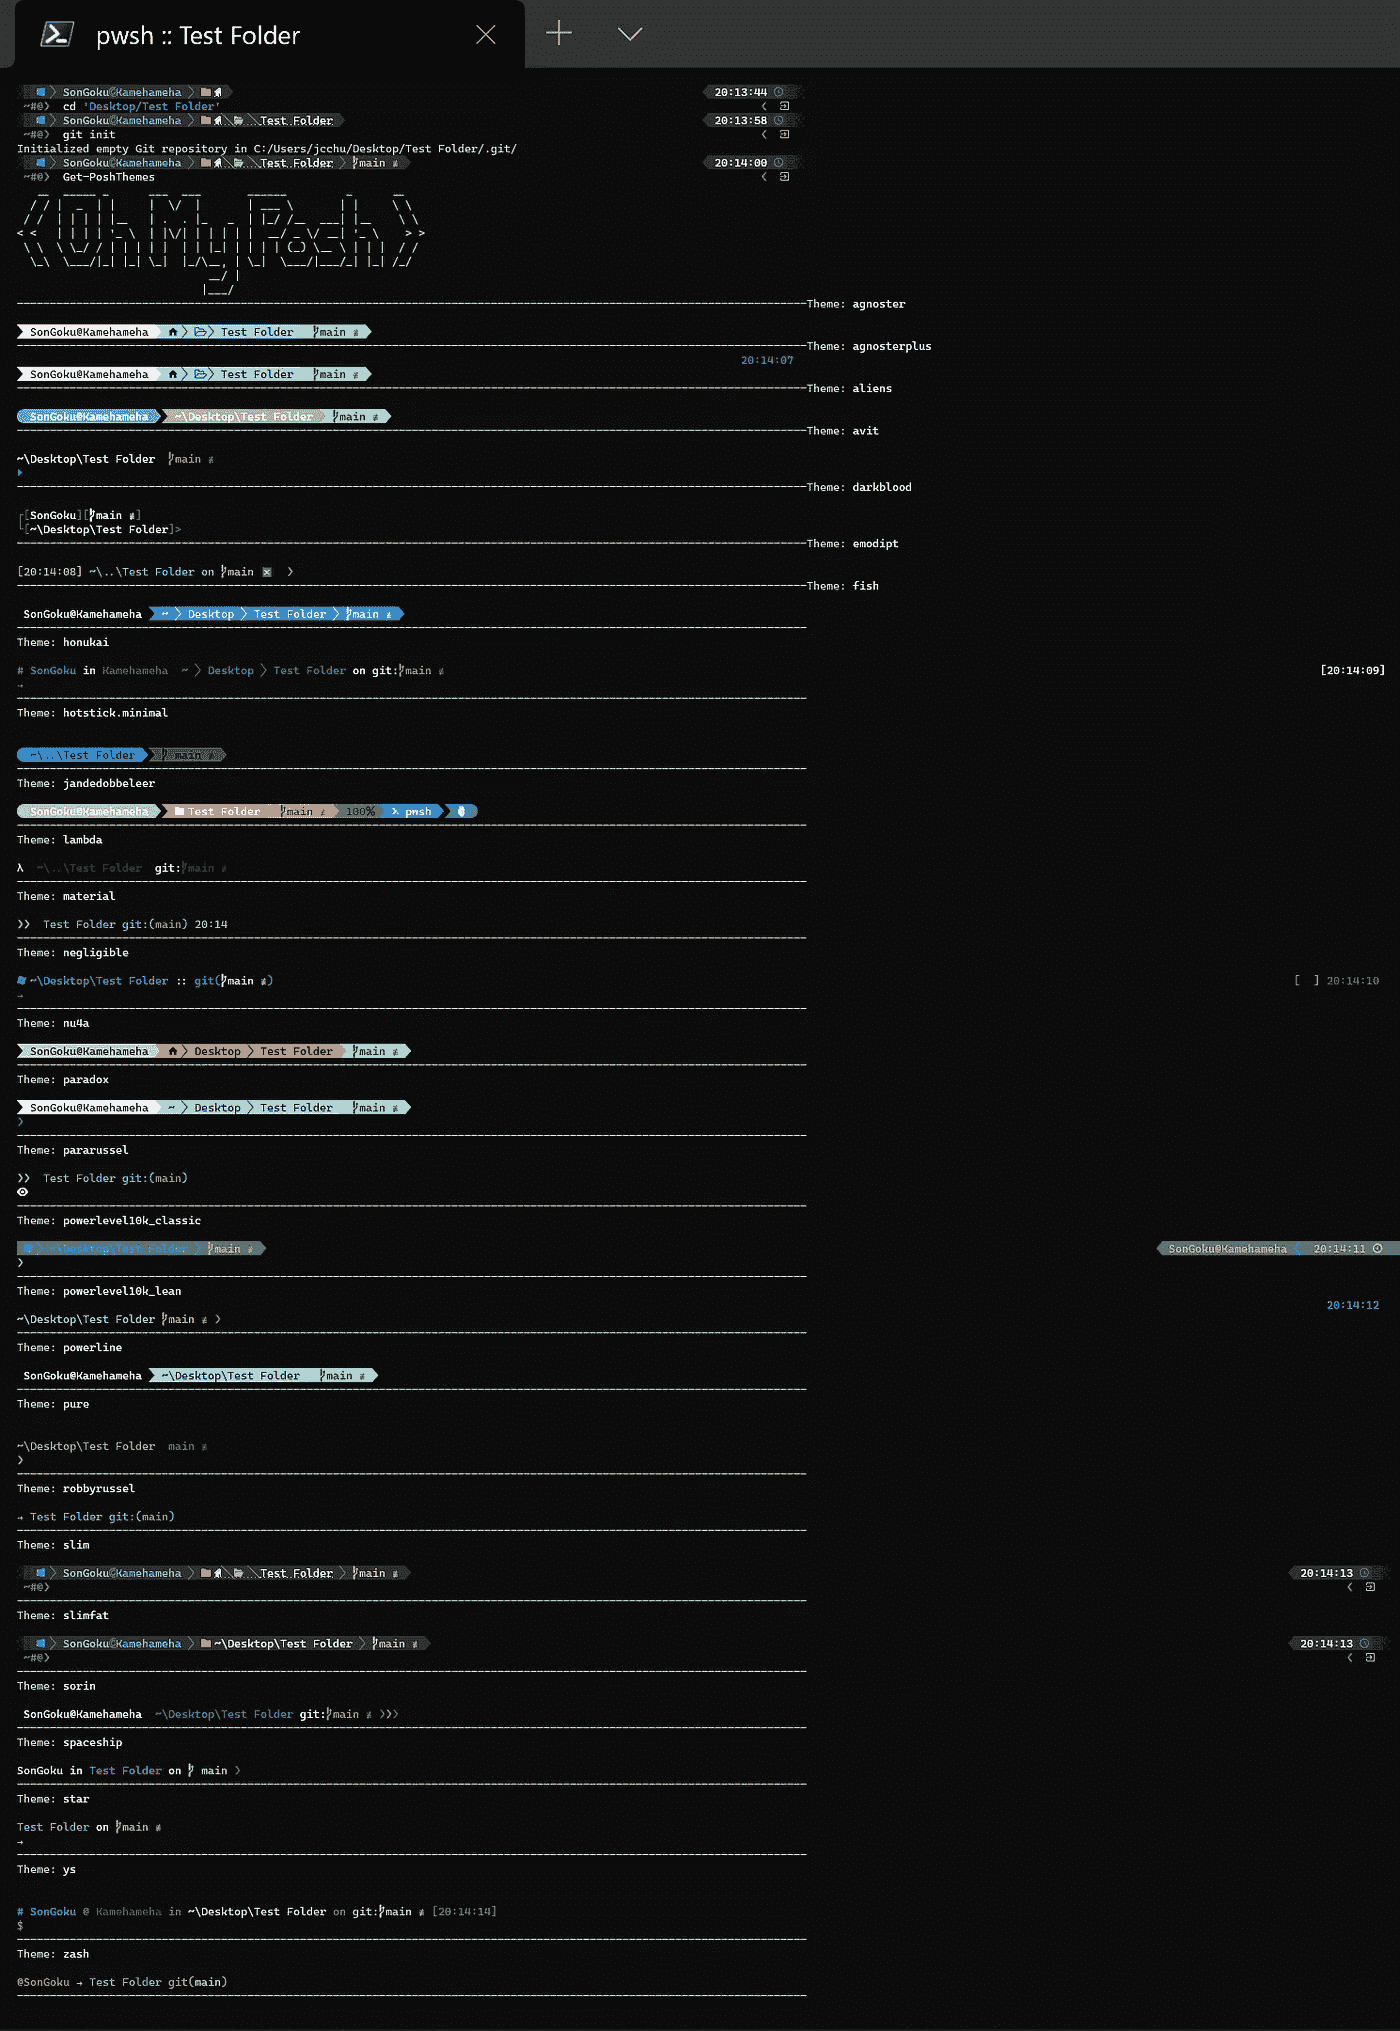 pwsh :: Test Folder
SonGoku@Kamehameha 20:13:44
~#@❯ cd 'Desktop/Test Folder'
SonGoku@Kamehameha Test Folder 20:13:58
~#@❯ git init
Initialized empty Git repository in C:/Users/jcchu/Desktop/Test Folder/.git/
SonGoku@Kamehameha Test Folder main ≢ 20:14:00
~#@❯ Get-PoshThemes
Oh My Posh
Theme: agnoster
SonGoku@Kamehameha Test Folder main ≢
Theme: agnosterplus
20:14:07
SonGoku@Kamehameha Test Folder main ≢
Theme: aliens
SonGoku@Kamehameha ~\Desktop\Test Folder main ≢
Theme: avit
~\Desktop\Test Folder main ≢
Theme: darkblood
┌[SonGoku][main ≢]
└[~\Desktop\Test Folder]>
Theme: emodipt
[20:14:08] ~\..\Test Folder on main ❯
Theme: fish
SonGoku@Kamehameha ~ Desktop Test Folder main ≢
Theme: honukai
# SonGoku in Kamehameha ~ Desktop Test Folder on git:main ≢ [20:14:09]
→
Theme: hotstick.minimal
~\..\Test Folder main
Theme: jandedobbeleer
SonGoku@Kamehameha Test Folder main ≢ 100% pwsh
Theme: lambda
λ ~\..\Test Folder git:main ≢
Theme: material
❯❯ Test Folder git:(main) 20:14
Theme: negligible
~\Desktop\Test Folder :: git(main ≢) [ ] 20:14:10
→
Theme: nu4a
SonGoku@Kamehameha Desktop Test Folder main ≢
Theme: paradox
SonGoku@Kamehameha ~ Desktop Test Folder main ≢
❯
Theme: pararussel
❯❯ Test Folder git:(main)
Theme: powerlevel10k_classic
~\Desktop\Test Folder main ≢ SonGoku@Kamehameha 20:14:11
❯
Theme: powerlevel10k_lean
20:14:12
~\Desktop\Test Folder main ≢ ❯
Theme: powerline
SonGoku@Kamehameha ~\Desktop\Test Folder main ≢
Theme: pure
~\Desktop\Test Folder main ≢
❯
Theme: robbyrussel
→ Test Folder git:(main)
Theme: slim
SonGoku@Kamehameha Test Folder main ≢ 20:14:13
~#@❯
Theme: slimfat
SonGoku@Kamehameha ~\Desktop\Test Folder main ≢ 20:14:13
~#@❯
Theme: sorin
SonGoku@Kamehameha ~\Desktop\Test Folder git:main ≢ ❯❯❯
Theme: spaceship
SonGoku in Test Folder on main ❯
Theme: star
Test Folder on main ≢
→
Theme: ys
# SonGoku @ Kamehameha in ~\Desktop\Test Folder on git:main ≢ [20:14:14]
$
Theme: zash
@SonGoku → Test Folder git(main)